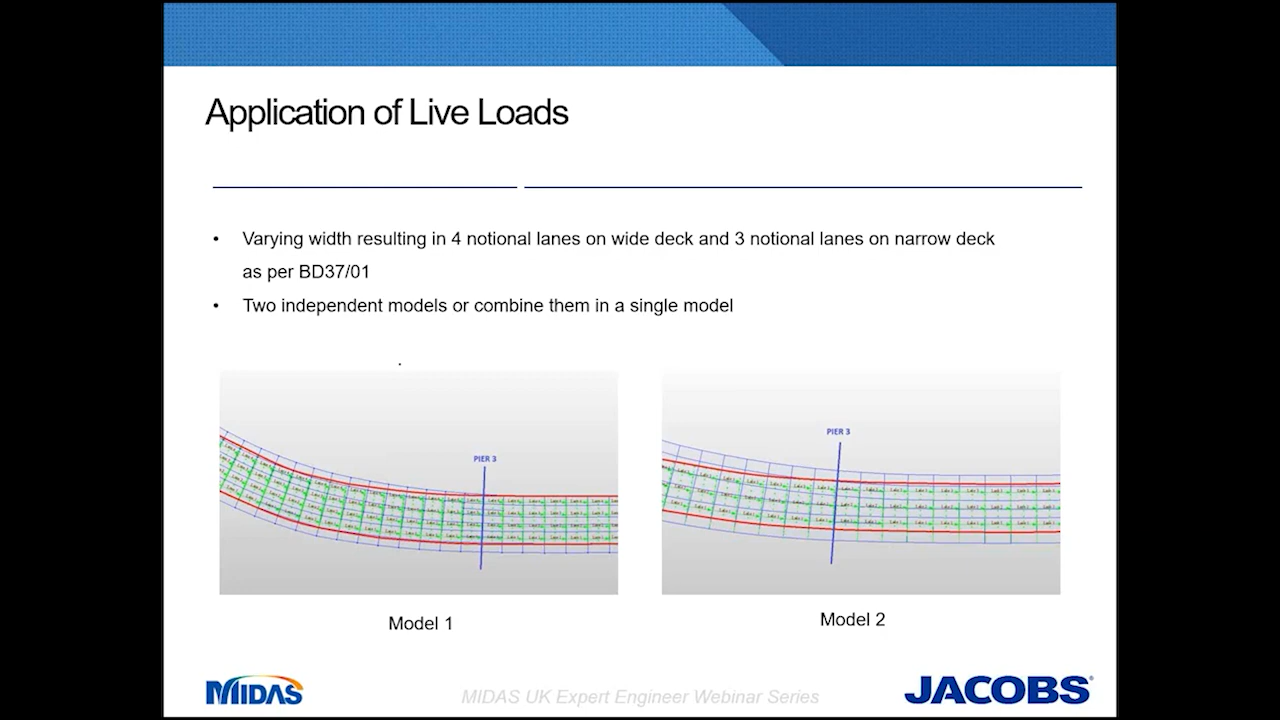 Application of Live Loads
• Varying width resulting in 4 notional lanes on wide deck and 3 notional lanes on narrow deck
as per BD37/01
• Two independent models or combine them in a single model
PIER 3
PIER 3
Model 1
Model 2
MIDAS
MIDAS UK Expert Engineer Webinar Series
JACOBS®